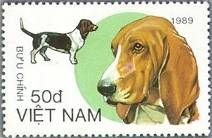 1989
BƯU CHÍNH
50đ
VIỆT NAM